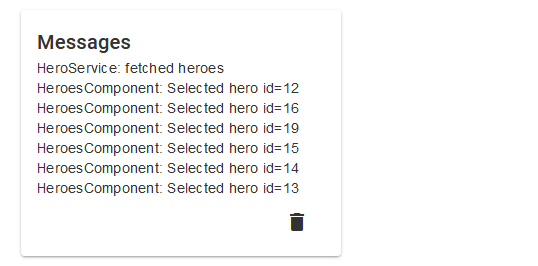 Messages
HeroService: fetched heroes
HeroesComponent: Selected hero id=12
HeroesComponent: Selected hero id=16
HeroesComponent: Selected hero id=19
HeroesComponent: Selected hero id=15
HeroesComponent: Selected hero id=14
HeroesComponent: Selected hero id=13